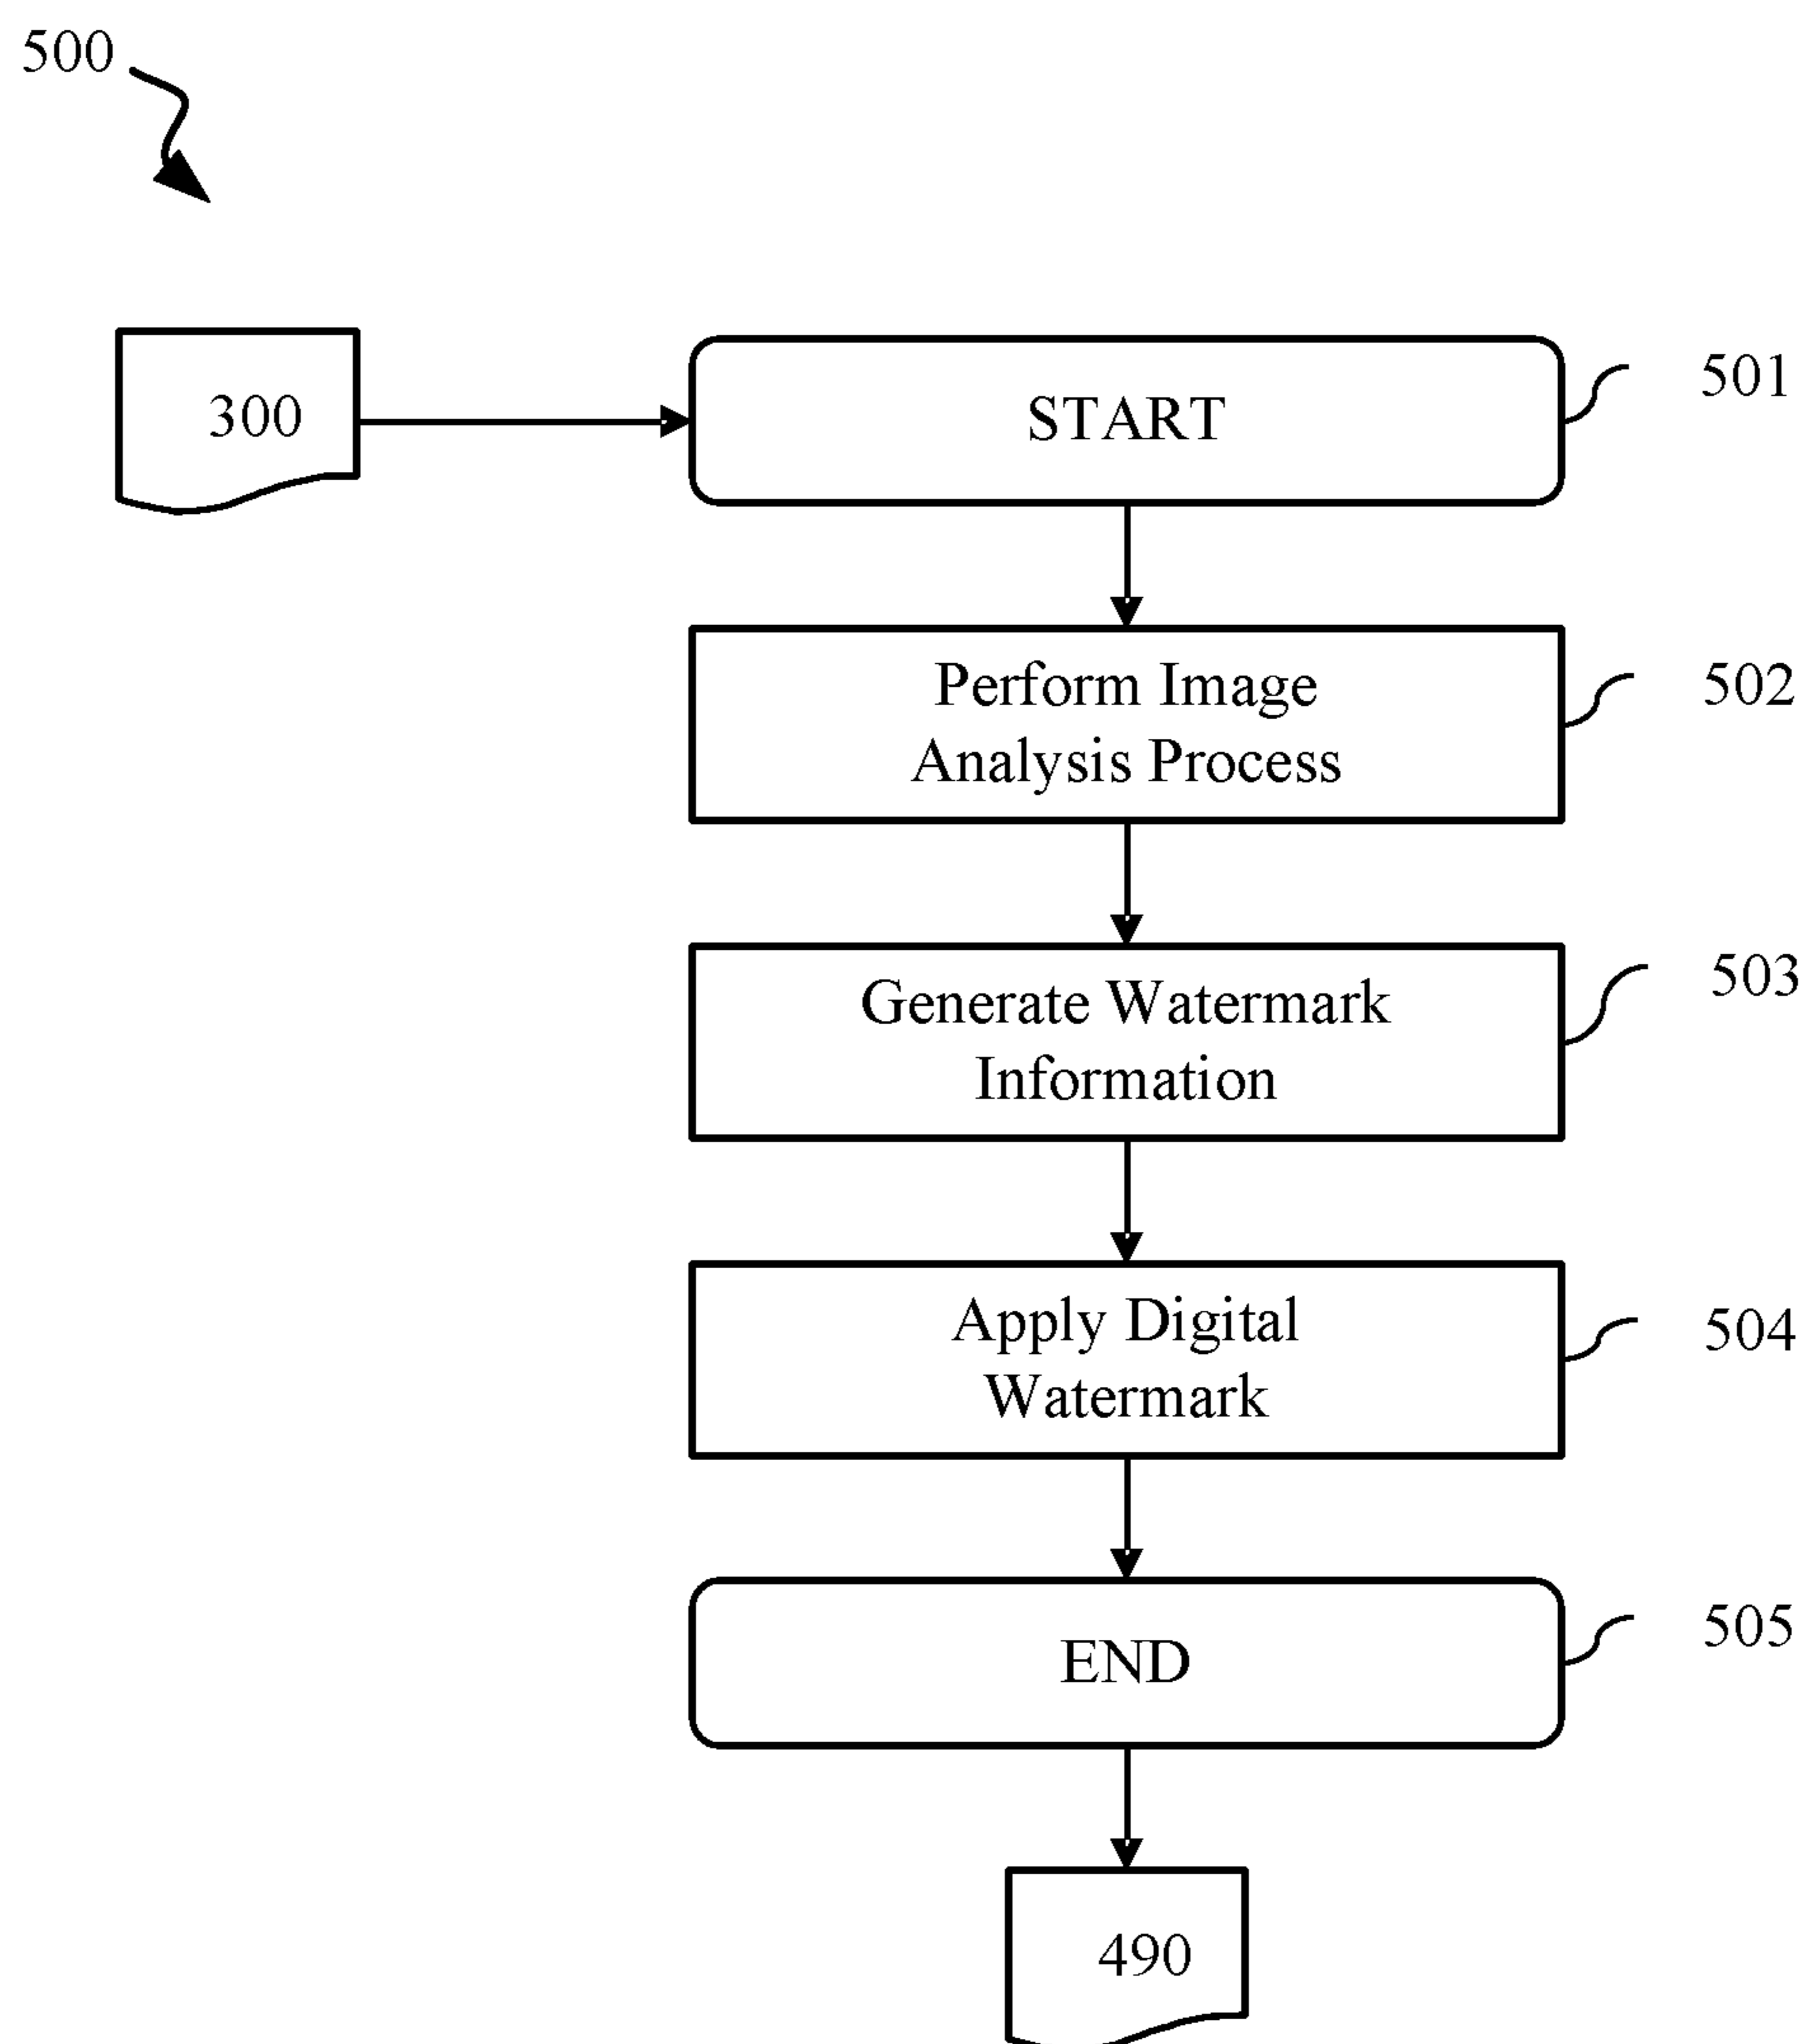 500
300
START
501
Perform Image
Analysis Process
502
Generate Watermark
Information
503
Apply Digital
Watermark
504
END
505
490